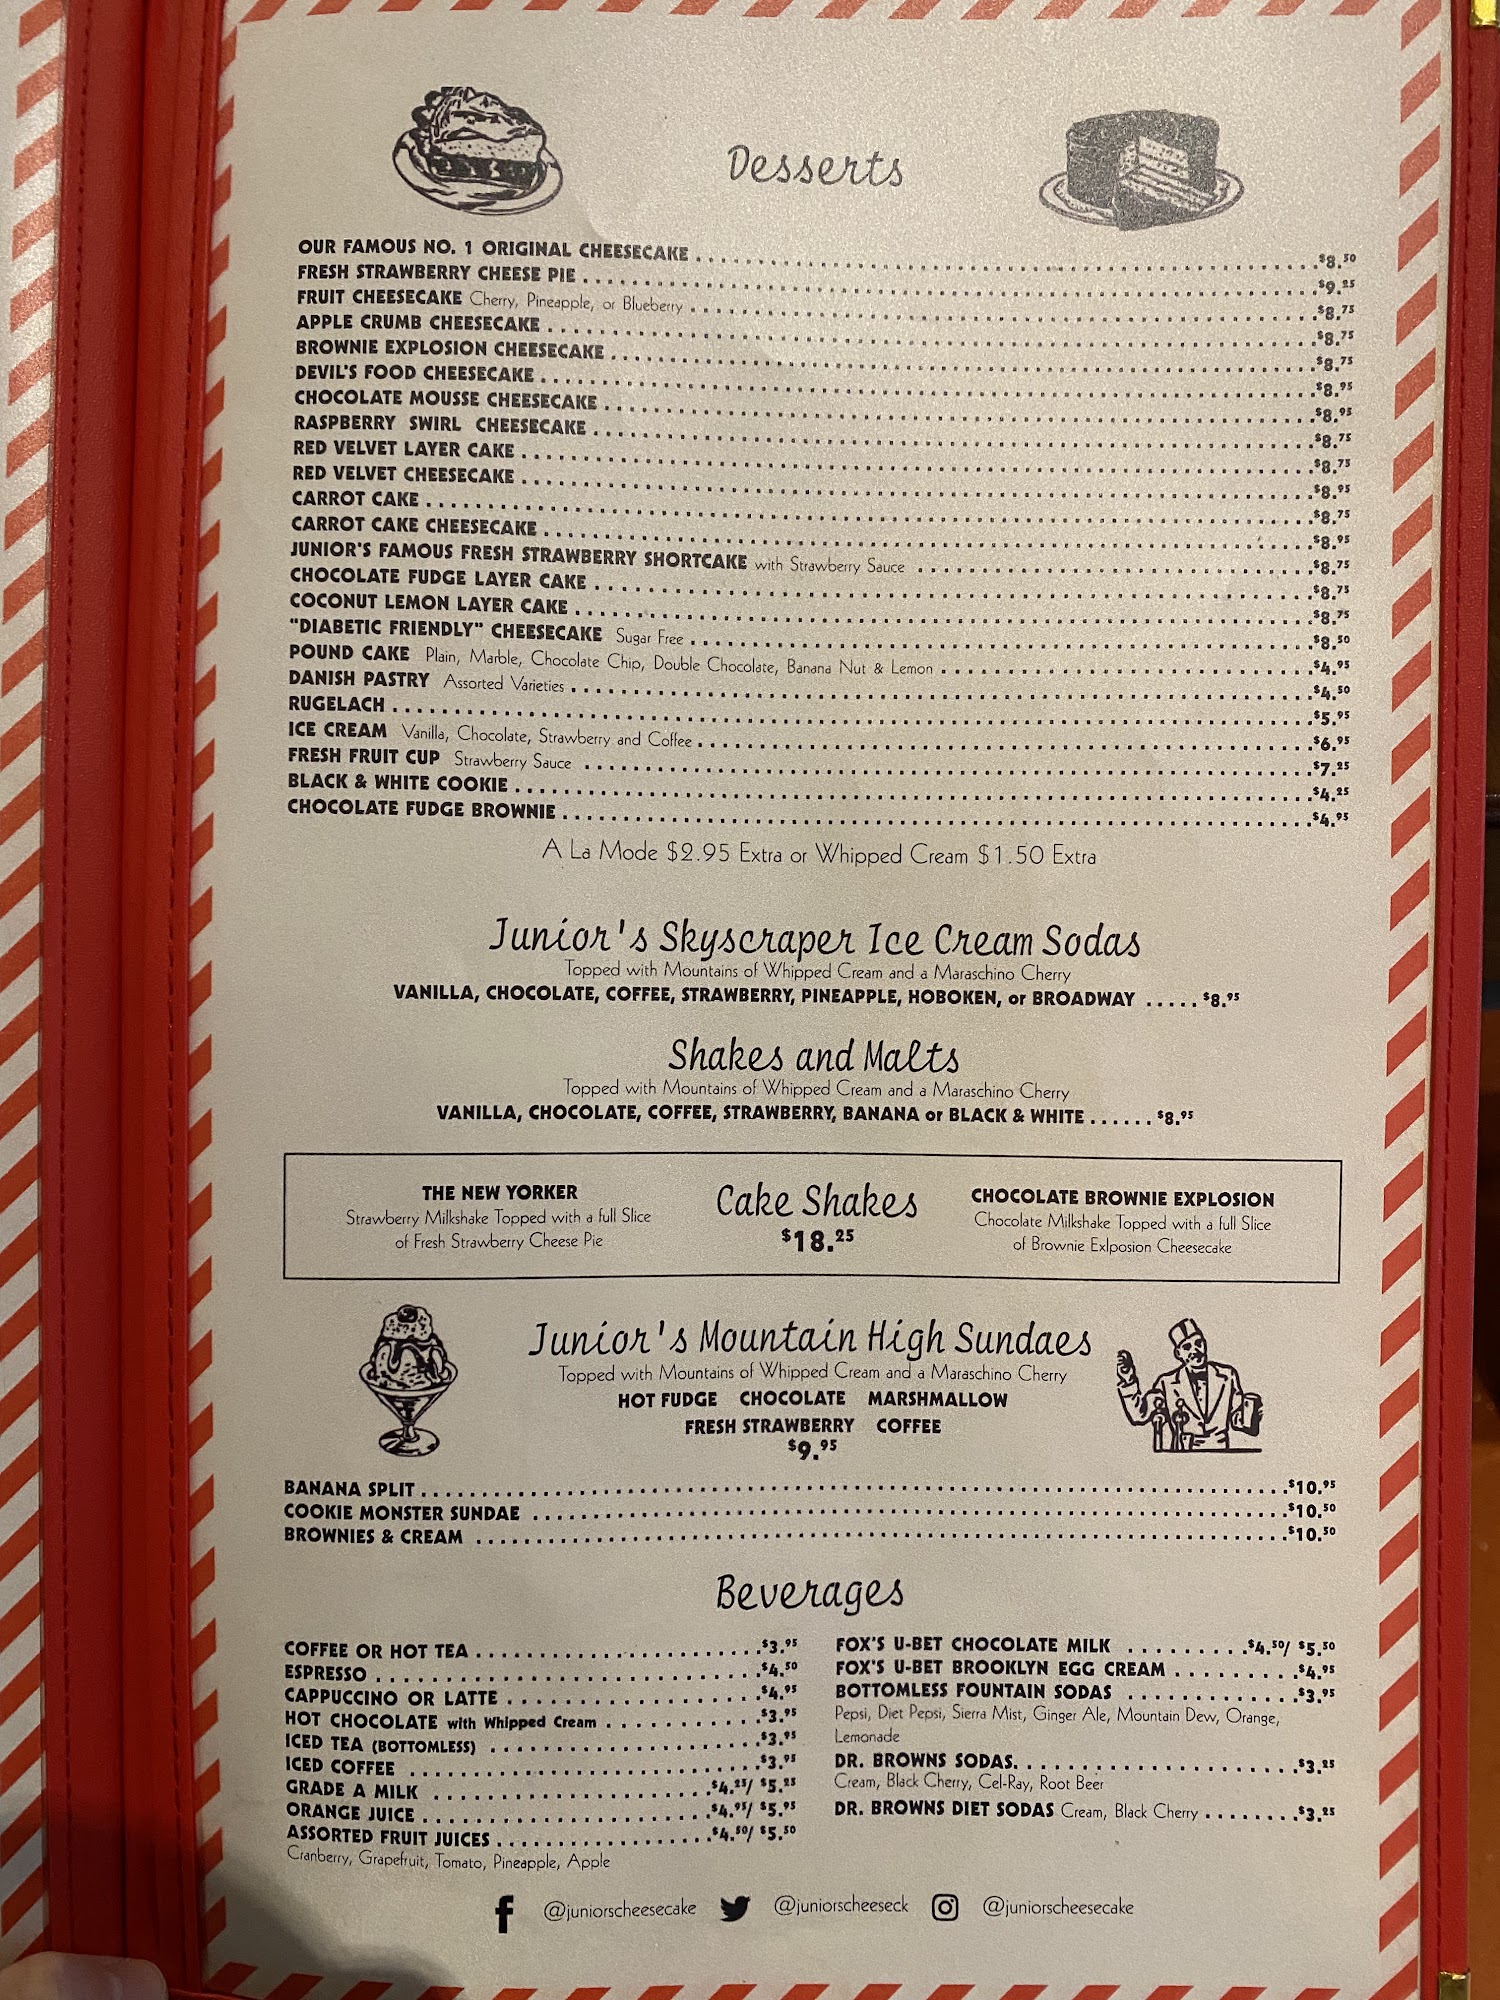 Desserts
OUR FAMOUS NO. 1 ORIGINAL CHEESECAKE $8.50
FRESH STRAWBERRY CHEESE PIE $9.25
FRUIT CHEESECAKE Cherry, Pineapple, or Blueberry $8.75
APPLE CRUMB CHEESECAKE $8.75
BROWNIE EXPLOSION CHEESECAKE $8.75
DEVIL'S FOOD CHEESECAKE $8.95
CHOCOLATE MOUSSE CHEESECAKE $8.95
RASPBERRY SWIRL CHEESECAKE $8.75
RED VELVET LAYER CAKE $8.75
RED VELVET CHEESECAKE $8.95
CARROT CAKE $8.75
CARROT CAKE CHEESECAKE $8.95
JUNIOR'S FAMOUS FRESH STRAWBERRY SHORTCAKE with Strawberry Sauce $8.75
CHOCOLATE FUDGE LAYER CAKE $8.75
COCONUT LEMON LAYER CAKE $8.75
"DIABETIC FRIENDLY" CHEESECAKE Sugar Free $8.50
POUND CAKE Plain, Marble, Chocolate Chip, Double Chocolate, Banana Nut & Lemon $4.95
DANISH PASTRY Assorted Varieties $4.50
RUGELACH $5.95
ICE CREAM Vanilla, Chocolate, Strawberry and Coffee $6.95
FRESH FRUIT CUP Strawberry Sauce $7.25
BLACK & WHITE COOKIE $4.25
CHOCOLATE FUDGE BROWNIE $4.95
A La Mode $2.95 Extra or Whipped Cream $1.50 Extra
Junior's Skyscraper Ice Cream Sodas
Topped with Mountains of Whipped Cream and a Maraschino Cherry
VANILLA, CHOCOLATE, COFFEE, STRAWBERRY, PINEAPPLE, HOBOKEN, or BROADWAY ..... $8.95
Shakes and Malts
Topped with Mountains of Whipped Cream and a Maraschino Cherry
VANILLA, CHOCOLATE, COFFEE, STRAWBERRY, BANANA or BLACK & WHITE ...... $8.95
Cake Shakes
$18.25
THE NEW YORKER
Strawberry Milkshake Topped with a full Slice
of Fresh Strawberry Cheese Pie
CHOCOLATE BROWNIE EXPLOSION
Chocolate Milkshake Topped with a full Slice
of Brownie Exlposion Cheesecake
Junior's Mountain High Sundaes
Topped with Mountains of Whipped Cream and a Maraschino Cherry
HOT FUDGE CHOCOLATE MARSHMALLOW
FRESH STRAWBERRY COFFEE
$9.95
BANANA SPLIT $10.95
COOKIE MONSTER SUNDAE $10.50
BROWNIES & CREAM $10.50
Beverages
COFFEE OR HOT TEA $3.95
ESPRESSO $4.50
CAPPUCCINO OR LATTE $4.95
HOT CHOCOLATE with Whipped Cream $3.95
ICED TEA (BOTTOMLESS) $3.95
ICED COFFEE $3.95
GRADE A MILK $4.25/ $5.25
ORANGE JUICE $4.95/ $5.95
ASSORTED FRUIT JUICES $4.50/ $5.50
Cranberry, Grapefruit, Tomato, Pineapple, Apple
FOX'S U-BET CHOCOLATE MILK $4.50/ $5.50
FOX'S U-BET BROOKLYN EGG CREAM $4.95
BOTTOMLESS FOUNTAIN SODAS $3.95
Pepsi, Diet Pepsi, Sierra Mist, Ginger Ale, Mountain Dew, Orange,
Lemonade
DR. BROWNS SODAS $3.25
Cream, Black Cherry, Cel-Ray, Root Beer
DR. BROWNS DIET SODAS Cream, Black Cherry $3.25
@juniorscheesecake @juniorscheeseck @juniorscheesecake